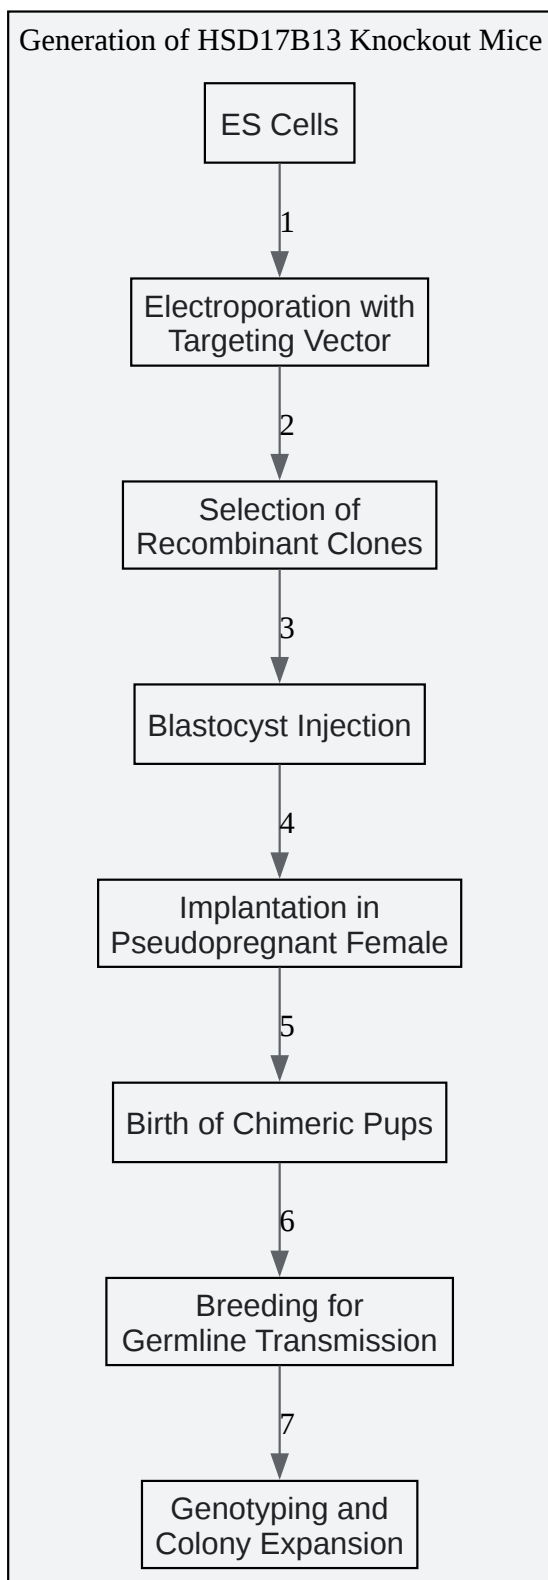 Generation of HSD17B13 Knockout Mice
ES Cells
1
Electroporation with
Targeting Vector
2
Selection of
Recombinant Clones
3
Blastocyst Injection
4
Implantation in
Pseudopregnant Female
5
Birth of Chimeric Pups
6
Breeding for
Germline Transmission
7
Genotyping and
Colony Expansion